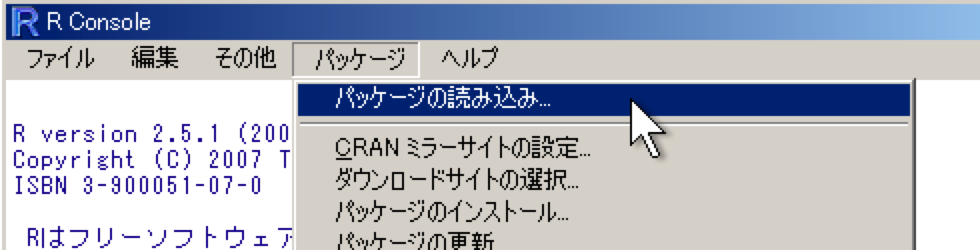 R Console
ファイル 編集 その他 パッケージ ヘルプ
パッケージの読み込み...
R version 2.5.1 (200
CRAN ミラーサイトの設定...
Copyright (C) 2007 T
ダウンロードサイトの選択...
ISBN 3-900051-07-0
パッケージのインストール...
Rはフリーソフトウェア
パッケージの更新